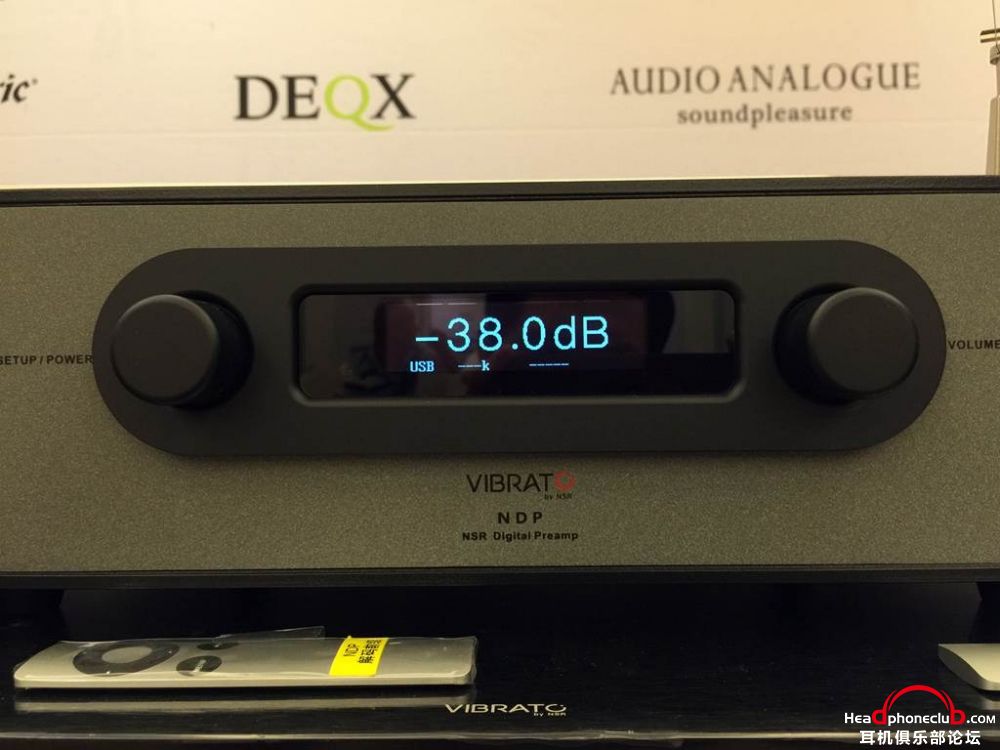 DEQX
AUDIO ANALOGUE
soundpleasure
-38.0dB
USB ---k -----
SETUP / POWER
VOLUME
VIBRATO
by NSR
NDP
NSR Digital Preamp
NDP
VIBRATO
by NSR
Headphoneclub.com
耳机俱乐部论坛